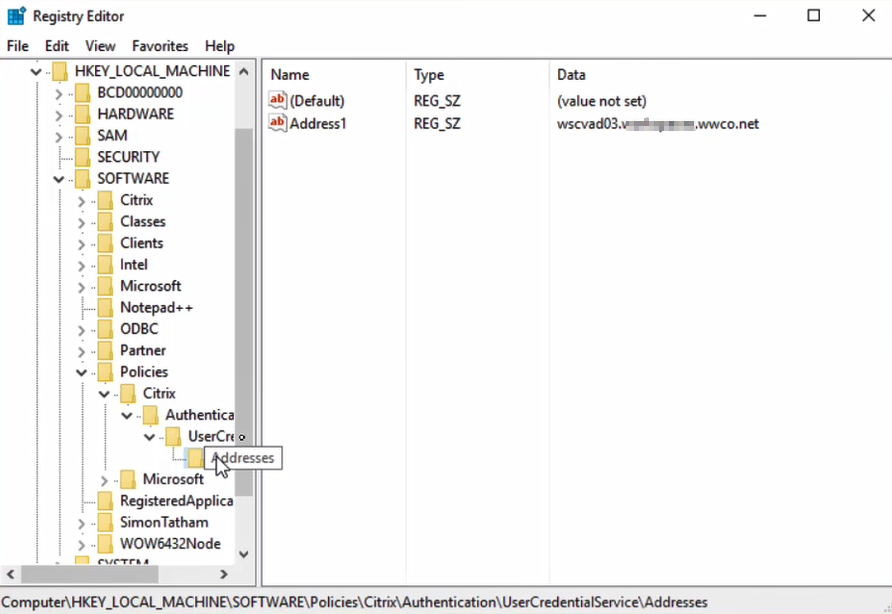 Registry Editor
File Edit View Favorites Help
HKEY_LOCAL_MACHINE
BCD00000000
HARDWARE
SAM
SECURITY
SOFTWARE
Citrix
Classes
Clients
Intel
Microsoft
Notepad++
ODBC
Partner
Policies
Citrix
Authentica
UserCre
Addresses
Microsoft
RegisteredApplica
SimonTatham
WOW6432Node
SYSTEM
Name Type Data
ab (Default) REG_SZ (value not set)
ab Address1 REG_SZ wscvad03. .wwco.net
Computer\HKEY_LOCAL_MACHINE\SOFTWARE\Policies\Citrix\Authentication\UserCredentialService\Addresses